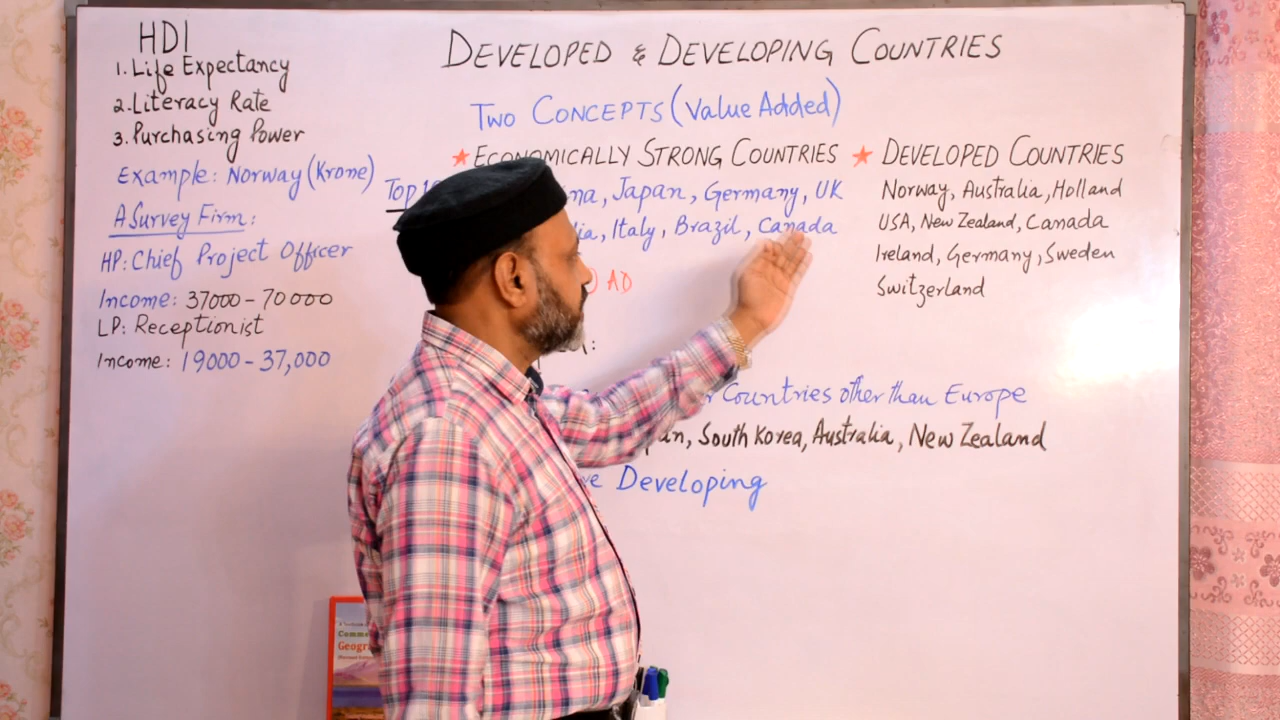 HDI
1. Life Expectancy
2. Literacy Rate
3. Purchasing Power
Example: Norway (Krone)
A Survey Firm:
HP: Chief Project Officer
Income: 37000 - 70000
LP: Receptionist
Income: 19000 - 37,000
DEVELOPED & DEVELOPING COUNTRIES
TWO CONCEPTS (Value Added)
★ ECONOMICALLY STRONG COUNTRIES
Top
Japan, Germany, UK
Italy, Brazil, Canada
AD
★ DEVELOPED COUNTRIES
Norway, Australia, Holland
USA, New Zealand, Canada
Ireland, Germany, Sweden
Switzerland
Countries other than Europe
South Korea, Australia, New Zealand
Developing